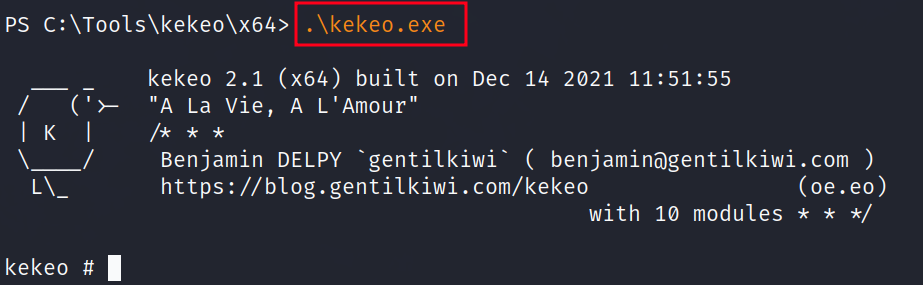 PS C:\Tools\kekeo\x64> .\kekeo.exe
  ___ _    kekeo 2.1 (x64) built on Dec 14 2021 11:51:55
 /   ('>-  "A La Vie, A L'Amour"
 | K  |    /* * *
 \____/     Benjamin DELPY `gentilkiwi` ( benjamin@gentilkiwi.com )
  L\_       https://blog.gentilkiwi.com/kekeo                (oe.eo)
                                             with 10 modules * * */
kekeo #